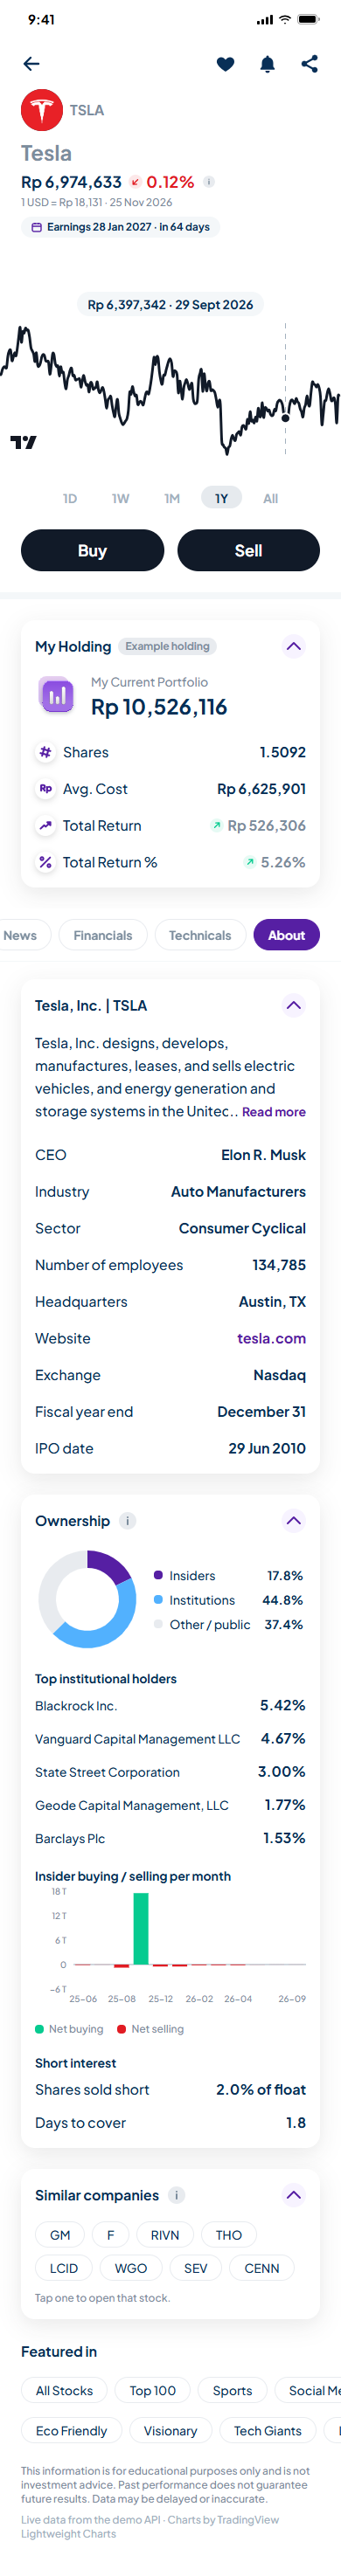 9:41
TSLA
Tesla
Rp 6,974,633 0.12%
1 USD = Rp 18,131 · 25 Nov 2026
Earnings 28 Jan 2027 · in 64 days
Rp 6,397,342 · 29 Sept 2026
1D 1W 1M 1Y All
Buy Sell
My Holding Example holding
My Current Portfolio
Rp 10,526,116
Shares 1.5092
Rp Avg. Cost Rp 6,625,901
Total Return Rp 526,306
% Total Return % 5.26%
News Financials Technicals About
Tesla, Inc. | TSLA
Tesla, Inc. designs, develops,
manufactures, leases, and sells electric
vehicles, and energy generation and
storage systems in the United.. Read more
CEO Elon R. Musk
Industry Auto Manufacturers
Sector Consumer Cyclical
Number of employees 134,785
Headquarters Austin, TX
Website tesla.com
Exchange Nasdaq
Fiscal year end December 31
IPO date 29 Jun 2010
Ownership i
Insiders 17.8%
Institutions 44.8%
Other / public 37.4%
Top institutional holders
Blackrock Inc. 5.42%
Vanguard Capital Management LLC 4.67%
State Street Corporation 3.00%
Geode Capital Management, LLC 1.77%
Barclays Plc 1.53%
Insider buying / selling per month
18 T
12 T
6 T
0
-6 T
25-06 25-08 25-12 26-02 26-04 26-09
Net buying Net selling
Short interest
Shares sold short 2.0% of float
Days to cover 1.8
Similar companies i
GM F RIVN THO
LCID WGO SEV CENN
Tap one to open that stock.
Featured in
All Stocks Top 100 Sports Social Me
Eco Friendly Visionary Tech Giants
This information is for educational purposes only and is not
investment advice. Past performance does not guarantee
future results. Data may be delayed or inaccurate.
Live data from the demo API · Charts by TradingView
Lightweight Charts